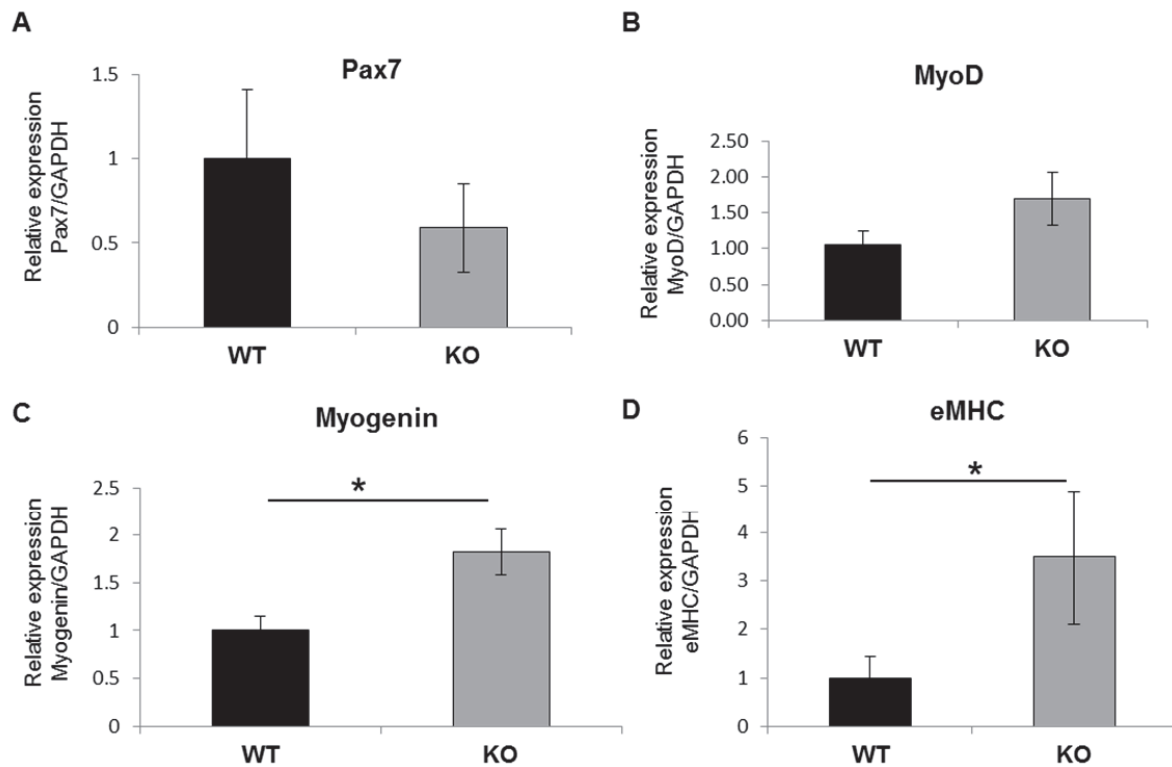 A
Pax7
Relative expression
Pax7/GAPDH
1.5
1
0.5
0
WT
KO
B
MyoD
Relative expression
MyoD/GAPDH
2.50
2.00
1.50
1.00
0.50
0.00
WT
KO
C
Myogenin
Relative expression
Myogenin/GAPDH
2.5
2
1.5
1
0.5
0
*
WT
KO
D
eMHC
Relative expression
eMHC/GAPDH
6
5
4
3
2
1
0
*
WT
KO